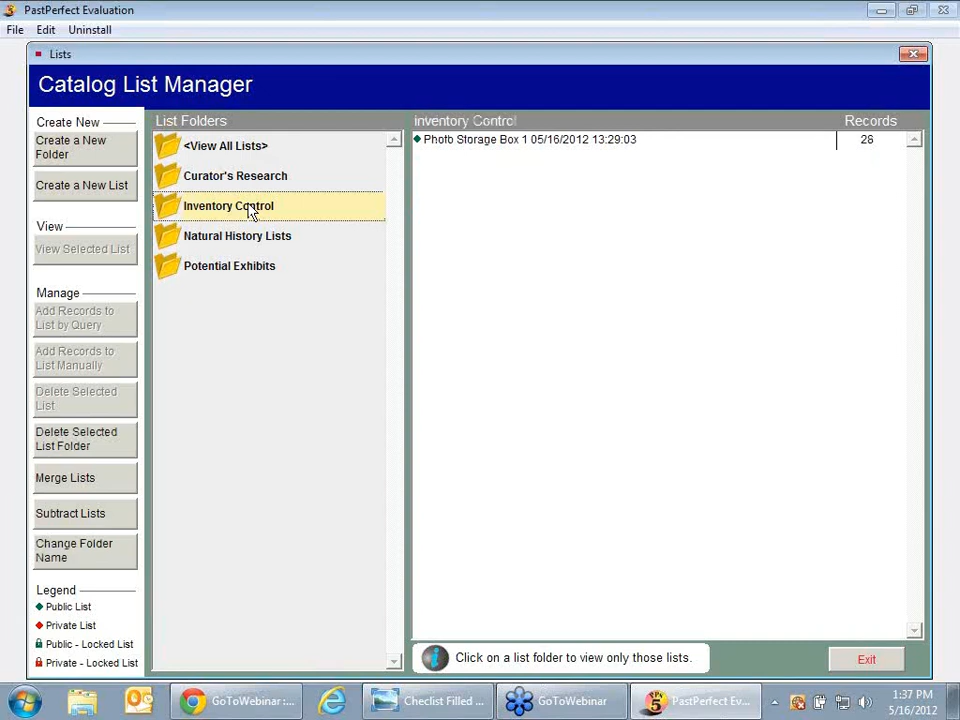 PastPerfect Evaluation
File Edit Uninstall
Lists
Catalog List Manager
Create New
Create a New
Folder
Create a New List
View
View Selected List
Manage
Add Records to
List by Query
Add Records to
List Manually
Delete Selected
List
Delete Selected
List Folder
Merge Lists
Subtract Lists
Change Folder
Name
Legend
Public List
Private List
Public - Locked List
Private - Locked List
List Folders
<View All Lists>
Curator's Research
Inventory Control
Natural History Lists
Potential Exhibits
Inventory Control Records
Photo Storage Box 1 05/16/2012 13:29:03 28
Click on a list folder to view only those lists.
Exit
GoToWebinar :...
Checlist Filled ...
GoToWebinar
PastPerfect Ev...
1:37 PM
5/16/2012